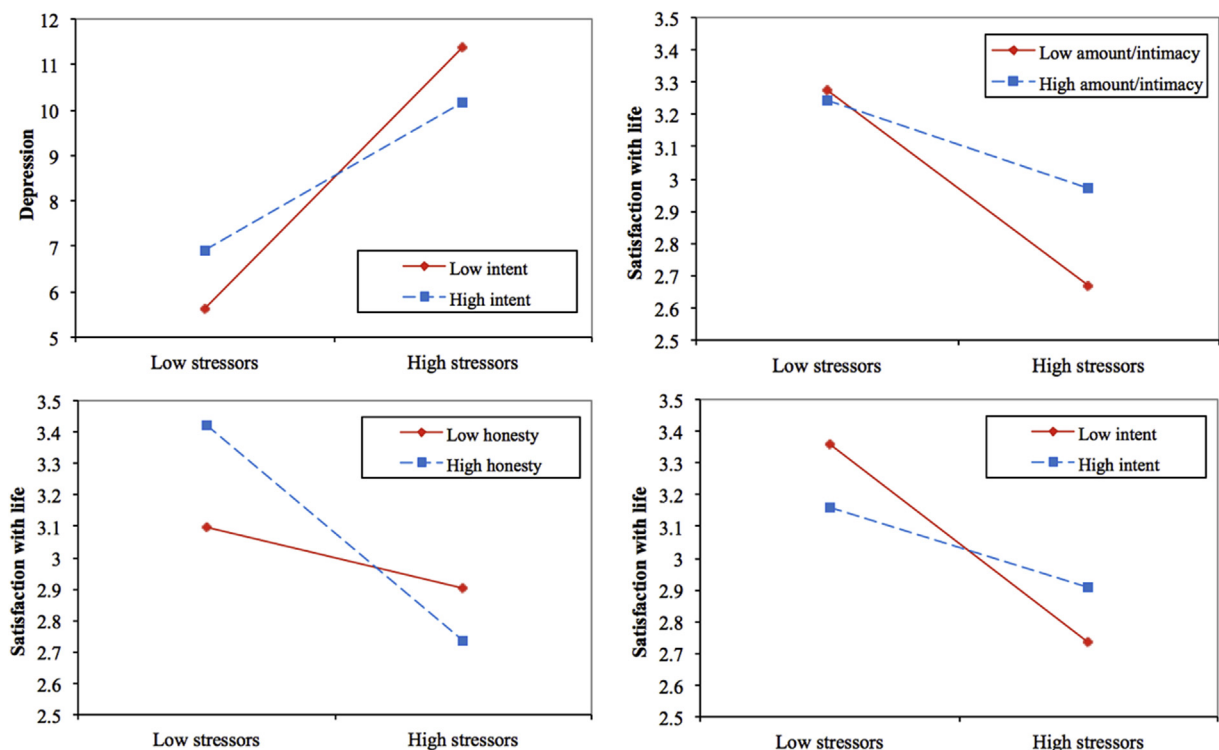 12
11
10
9
8
7
6
5
Depression
Low intent
High intent
Low stressors
High stressors
3.5
3.4
3.3
3.2
3.1
3
2.9
2.8
2.7
2.6
2.5
Satisfaction with life
Low amount/intimacy
High amount/intimacy
Low stressors
High stressors
3.5
3.4
3.3
3.2
3.1
3
2.9
2.8
2.7
2.6
2.5
Satisfaction with life
Low honesty
High honesty
Low stressors
High stressors
3.5
3.4
3.3
3.2
3.1
3
2.9
2.8
2.7
2.6
2.5
Satisfaction with life
Low intent
High intent
Low stressors
High stressors